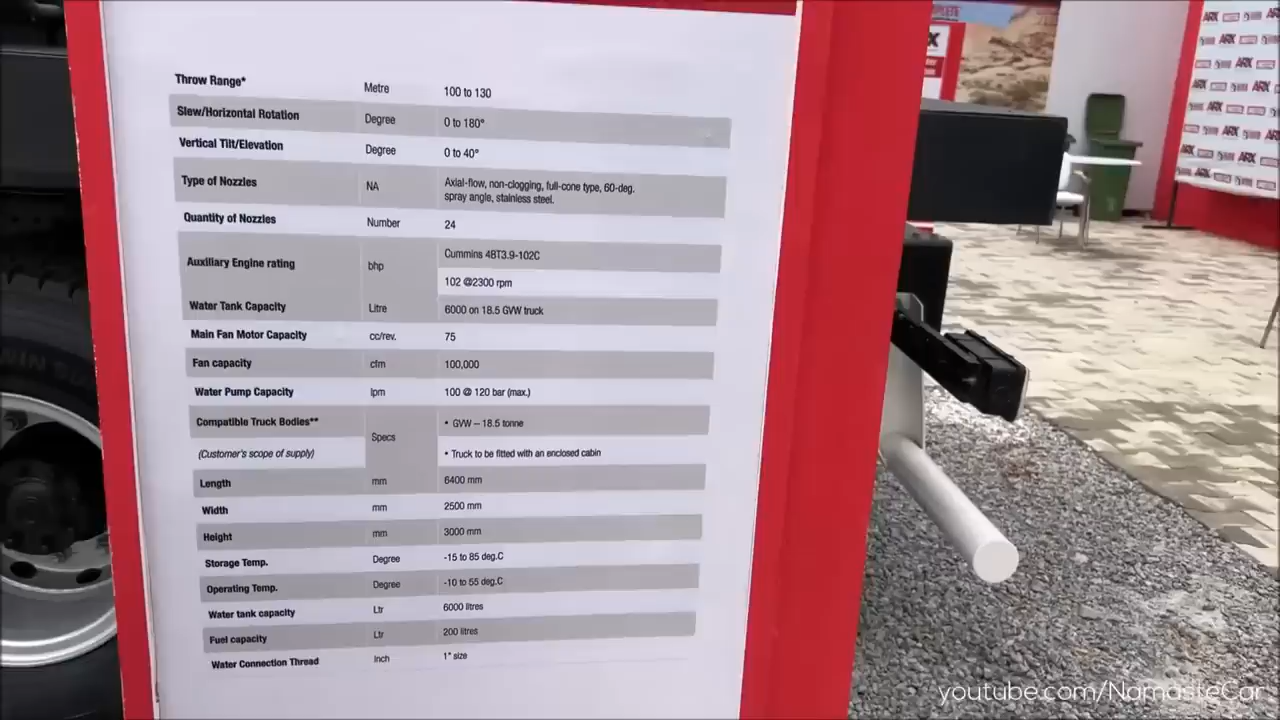 Throw Range* Metre 100 to 130
Slew/Horizontal Rotation Degree 0 to 180°
Vertical Tilt/Elevation Degree 0 to 40°
Type of Nozzles NA Axial-flow, non-clogging, full-cone type, 60-deg.
spray angle, stainless steel.
Quantity of Nozzles Number 24
Auxiliary Engine rating bhp Cummins 4BT3.9-102C
102 @2300 rpm
Water Tank Capacity Litre 6000 on 18.5 GVW truck
Main Fan Motor Capacity cc/rev. 75
Fan capacity cfm 100,000
Water Pump Capacity lpm 100 @ 120 bar (max.)
Compatible Truck Bodies** Specs • GVW – 18.5 tonne
(Customer's scope of supply) • Truck to be fitted with an enclosed cabin
Length mm 6400 mm
Width mm 2500 mm
Height mm 3000 mm
Storage Temp. Degree -15 to 85 deg.C
Operating Temp. Degree -10 to 55 deg.C
Water tank capacity Ltr 6000 litres
Fuel capacity Ltr 200 litres
Water Connection Thread Inch 1" size
ARX
youtube.com/NamasteCar